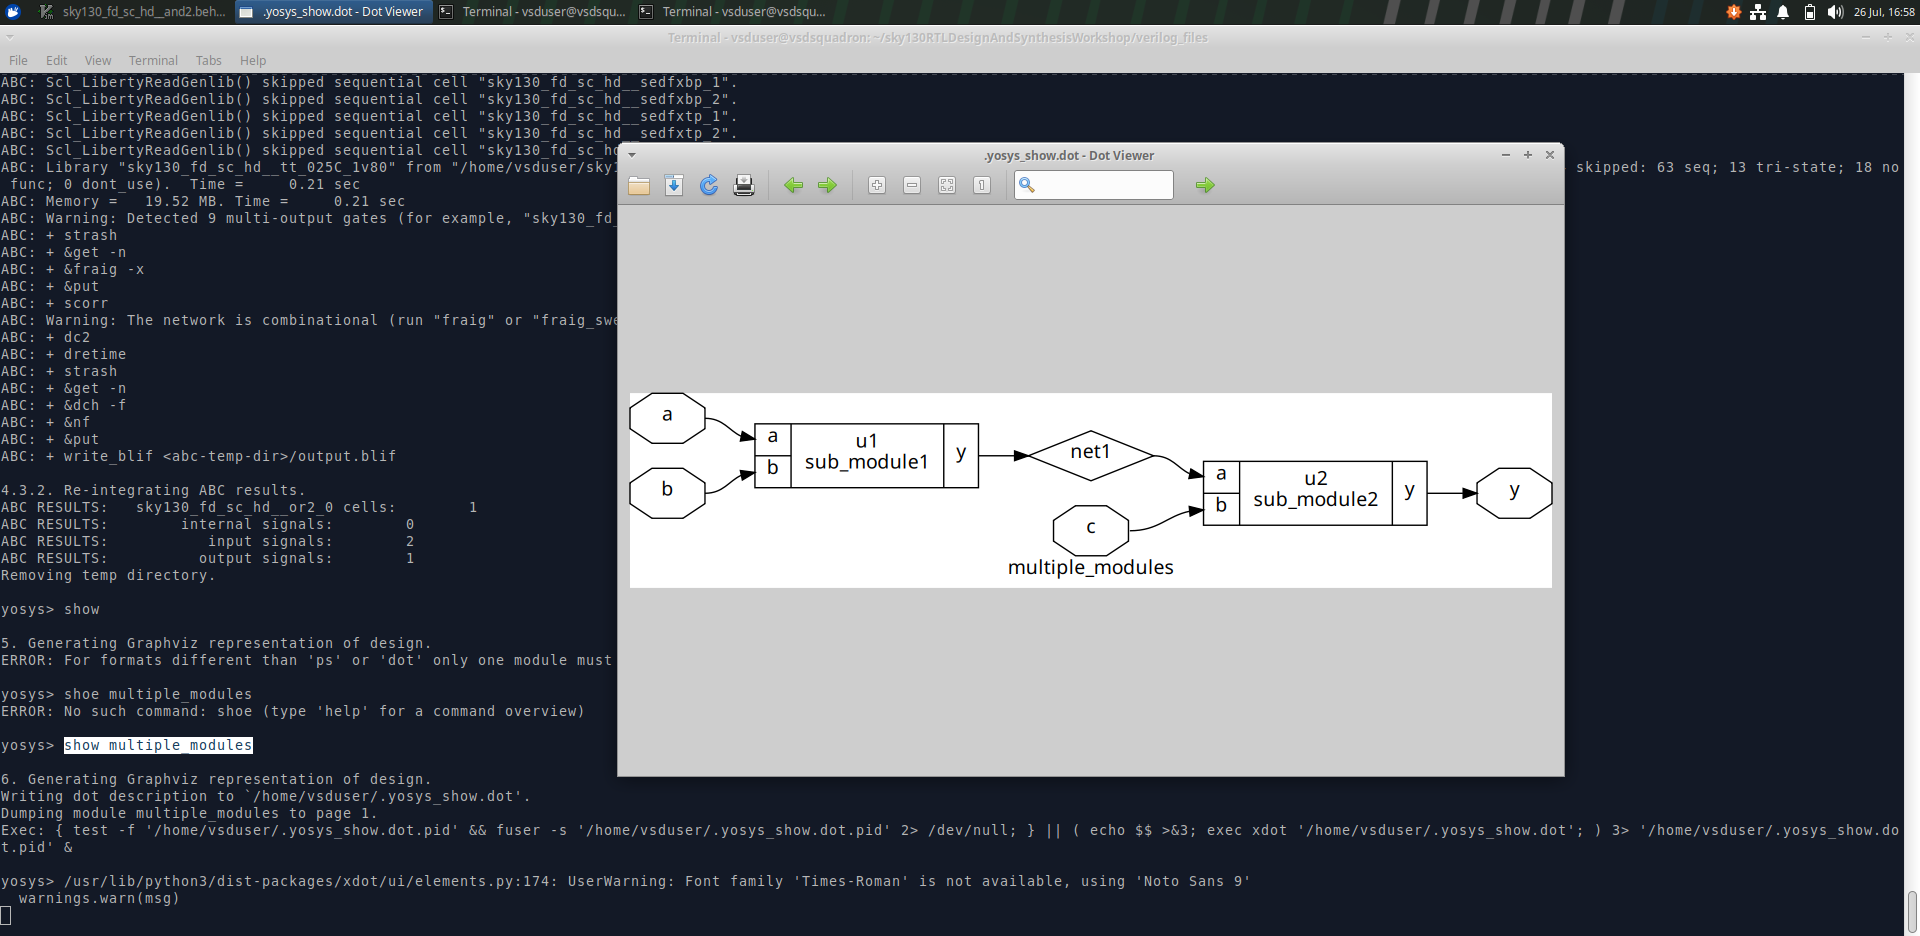 sky130_fd_sc_hd__and2.beh...
.yosys_show.dot - Dot Viewer
Terminal - vsduser@vsdsqu...
Terminal - vsduser@vsdsqu...
26 Jul, 16:58
Terminal - vsduser@vsdsquadron: ~/sky130RTLDesignAndSynthesisWorkshop/verilog_files
File Edit View Terminal Tabs Help
ABC: Scl_LibertyReadGenlib() skipped sequential cell "sky130_fd_sc_hd__sedfxbp_1".
ABC: Scl_LibertyReadGenlib() skipped sequential cell "sky130_fd_sc_hd__sedfxbp_2".
ABC: Scl_LibertyReadGenlib() skipped sequential cell "sky130_fd_sc_hd__sedfxtp_1".
ABC: Scl_LibertyReadGenlib() skipped sequential cell "sky130_fd_sc_hd__sedfxtp_2".
ABC: Scl_LibertyReadGenlib() skipped sequential cell "sky130_fd_sc_hd
ABC: Library "sky130_fd_sc_hd__tt_025C_1v80" from "/home/vsduser/sky1 skipped: 63 seq; 13 tri-state; 18 no
func; 0 dont_use). Time = 0.21 sec
ABC: Memory = 19.52 MB. Time = 0.21 sec
ABC: Warning: Detected 9 multi-output gates (for example, "sky130_fd_
ABC: + strash
ABC: + &get -n
ABC: + &fraig -x
ABC: + &put
ABC: + scorr
ABC: Warning: The network is combinational (run "fraig" or "fraig_swe
ABC: + dc2
ABC: + dretime
ABC: + strash
ABC: + &get -n
ABC: + &dch -f
ABC: + &nf
ABC: + &put
ABC: + write_blif <abc-temp-dir>/output.blif
4.3.2. Re-integrating ABC results.
ABC RESULTS: sky130_fd_sc_hd__or2_0 cells: 1
ABC RESULTS: internal signals: 0
ABC RESULTS: input signals: 2
ABC RESULTS: output signals: 1
Removing temp directory.
yosys> show
5. Generating Graphviz representation of design.
ERROR: For formats different than 'ps' or 'dot' only one module must
yosys> shoe multiple_modules
ERROR: No such command: shoe (type 'help' for a command overview)
yosys> show multiple_modules
6. Generating Graphviz representation of design.
Writing dot description to `/home/vsduser/.yosys_show.dot'.
Dumping module multiple_modules to page 1.
Exec: { test -f '/home/vsduser/.yosys_show.dot.pid' && fuser -s '/home/vsduser/.yosys_show.dot.pid' 2> /dev/null; } || ( echo $$ >&3; exec xdot '/home/vsduser/.yosys_show.dot'; ) 3> '/home/vsduser/.yosys_show.do
t.pid' &
yosys> /usr/lib/python3/dist-packages/xdot/ui/elements.py:174: UserWarning: Font family 'Times-Roman' is not available, using 'Noto Sans 9'
warnings.warn(msg)
.yosys_show.dot - Dot Viewer
a
b
a
b
u1
sub_module1
y
net1
c
a
b
u2
sub_module2
y
y
multiple_modules